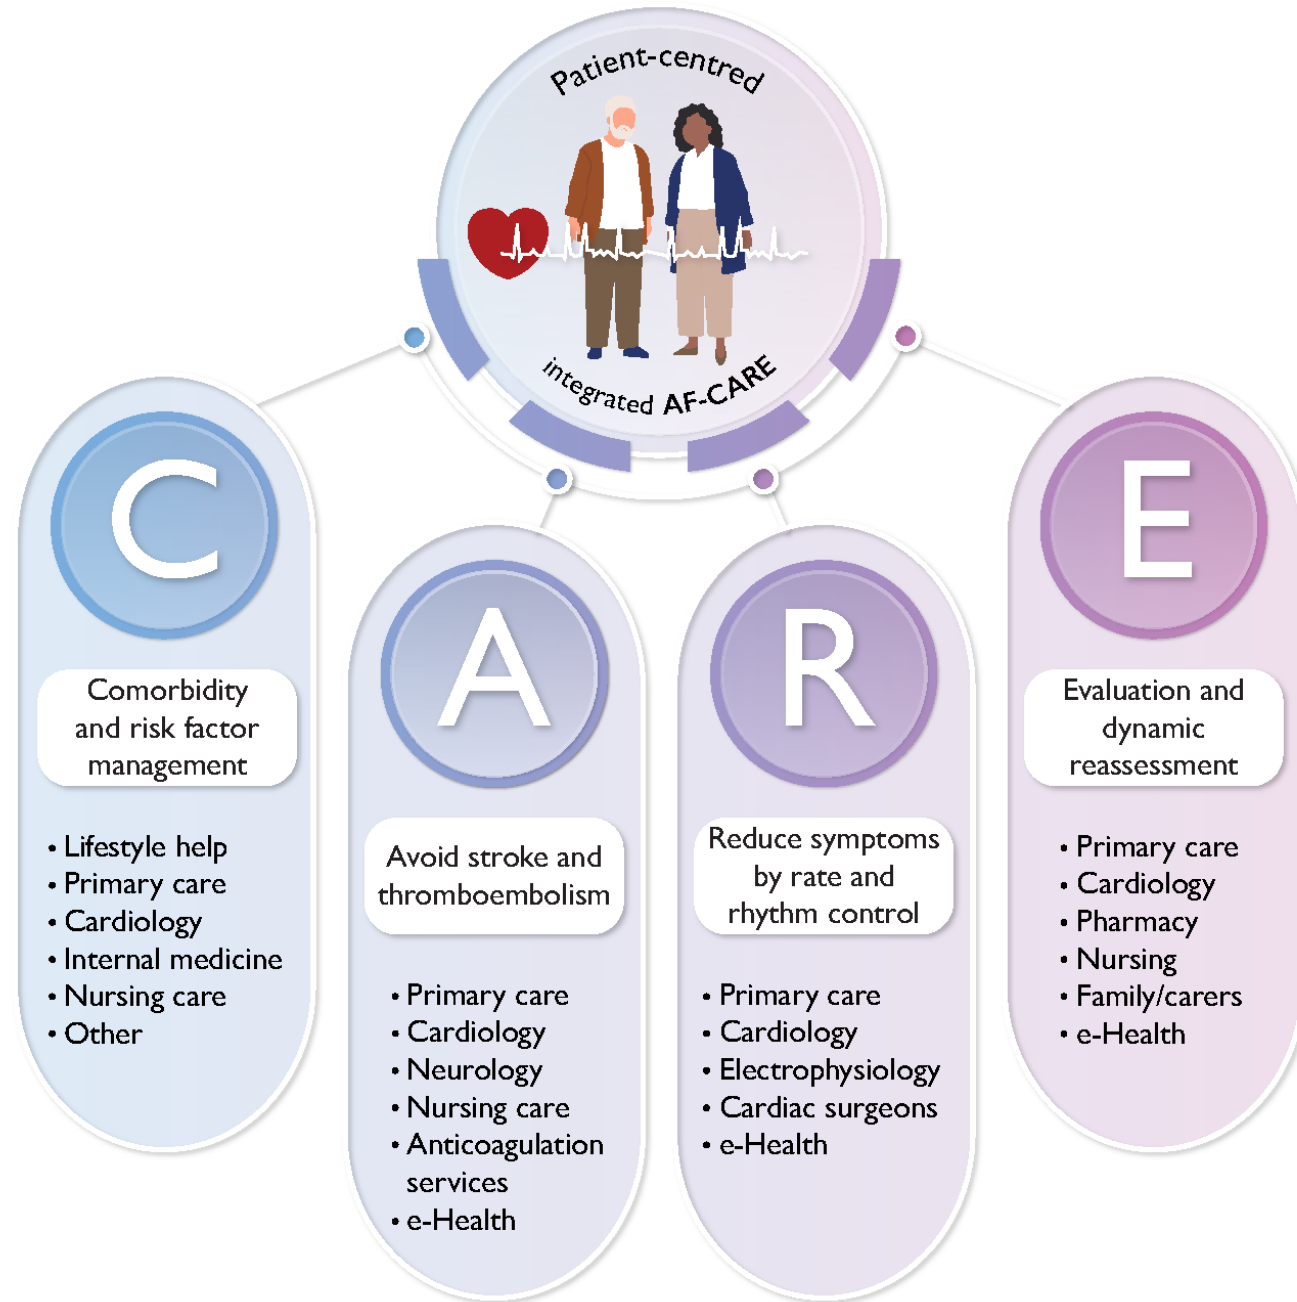 Patient-centred
integrated AF-CARE
C
Comorbidity
and risk factor
management
• Lifestyle help
• Primary care
• Cardiology
• Internal medicine
• Nursing care
• Other
A
Avoid stroke and
thromboembolism
• Primary care
• Cardiology
• Neurology
• Nursing care
• Anticoagulation
services
• e-Health
R
Reduce symptoms
by rate and
rhythm control
• Primary care
• Cardiology
• Electrophysiology
• Cardiac surgeons
• e-Health
E
Evaluation and
dynamic
reassessment
• Primary care
• Cardiology
• Pharmacy
• Nursing
• Family/carers
• e-Health